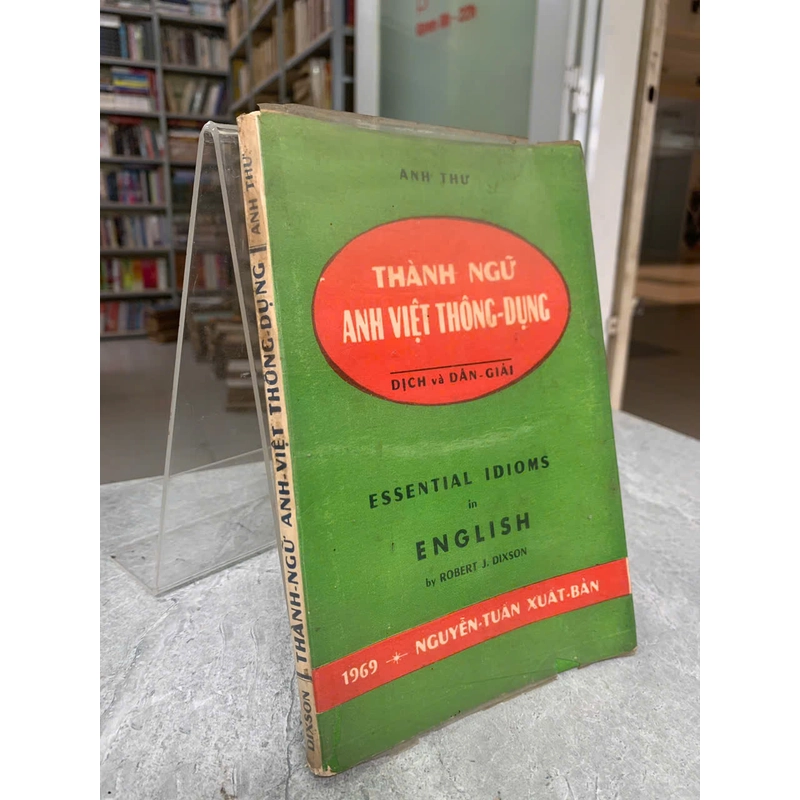 ANH THƯ
THÀNH NGỮ
ANH VIỆT THÔNG-DỤNG
DỊCH và DẪN-GIẢI
ESSENTIAL IDIOMS
in
ENGLISH
by ROBERT J. DIXSON
1969 NGUYỄN-TUÂN XUẤT-BẢN
DIXSON THÀNH-NGỮ ANH-VIỆT THÔNG-DỤNG ANH THƯ